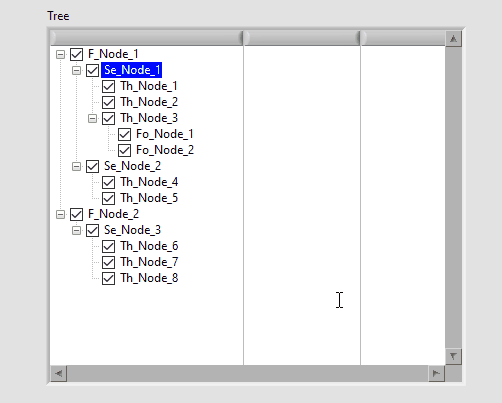 Tree
F_Node_1
Se_Node_1
Th_Node_1
Th_Node_2
Th_Node_3
Fo_Node_1
Fo_Node_2
Se_Node_2
Th_Node_4
Th_Node_5
F_Node_2
Se_Node_3
Th_Node_6
Th_Node_7
Th_Node_8